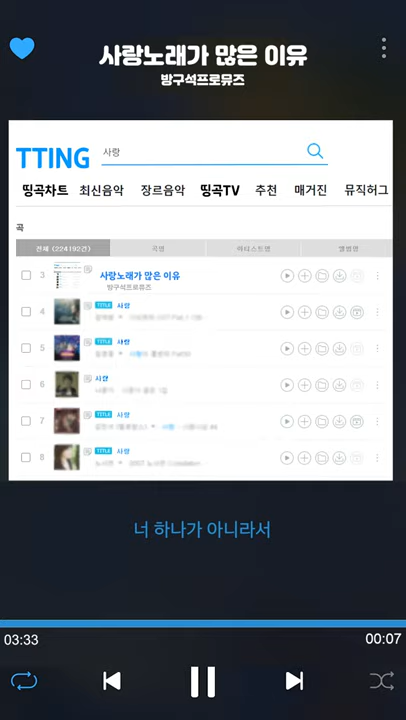 사랑노래가 많은 이유
방구석프로뮤즈
TTING 사랑
띵곡차트 최신음악 장르음악 띵곡TV 추천 매거진 뮤직허그
곡
전체 (224192건) 곡명 아티스트명 앨범명
3 사랑노래가 많은 이유
방구석프로뮤즈
4 TITLE 사랑
5 TITLE 사랑
6 사랑
7 TITLE 사랑
8 TITLE 사랑
너 하나가 아니라서
03:33 00:07